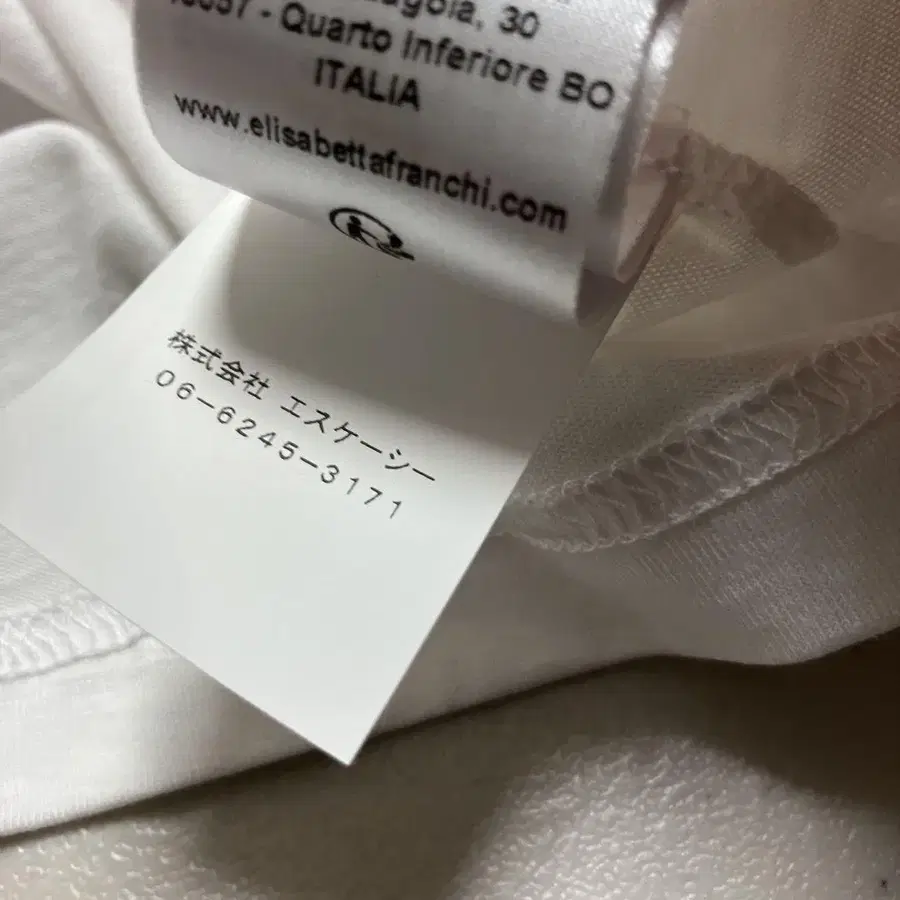 30
- Quarto Inferiore BO
ITALIA
www.elisabettafranchi.com
株式会社 エスケーシー
06-6245-3171